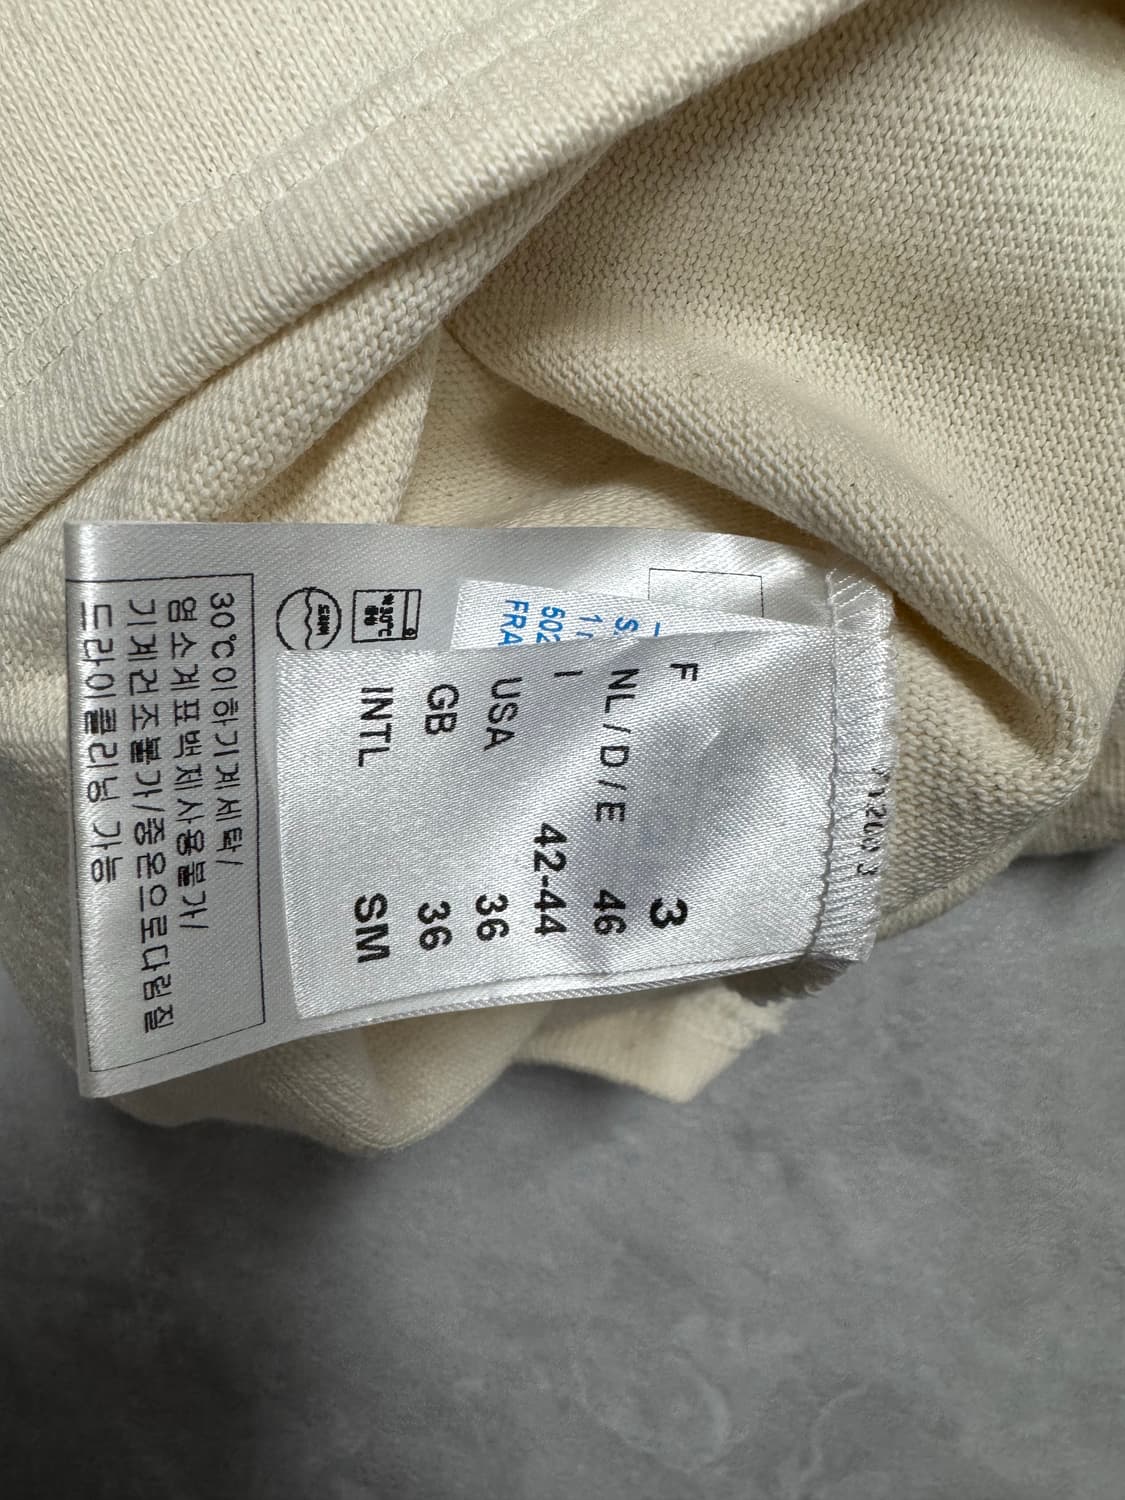 F 3
NL / D / E 46
I 42-44
USA 36
GB 36
INTL SM
502
FRA
30℃이하기계세탁/
염소계표백제사용불가/
기계건조불가/중온으로다림질
드라이클리닝 가능